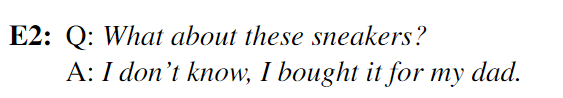 E2: Q: What about these sneakers?
A: I don't know, I bought it for my dad.